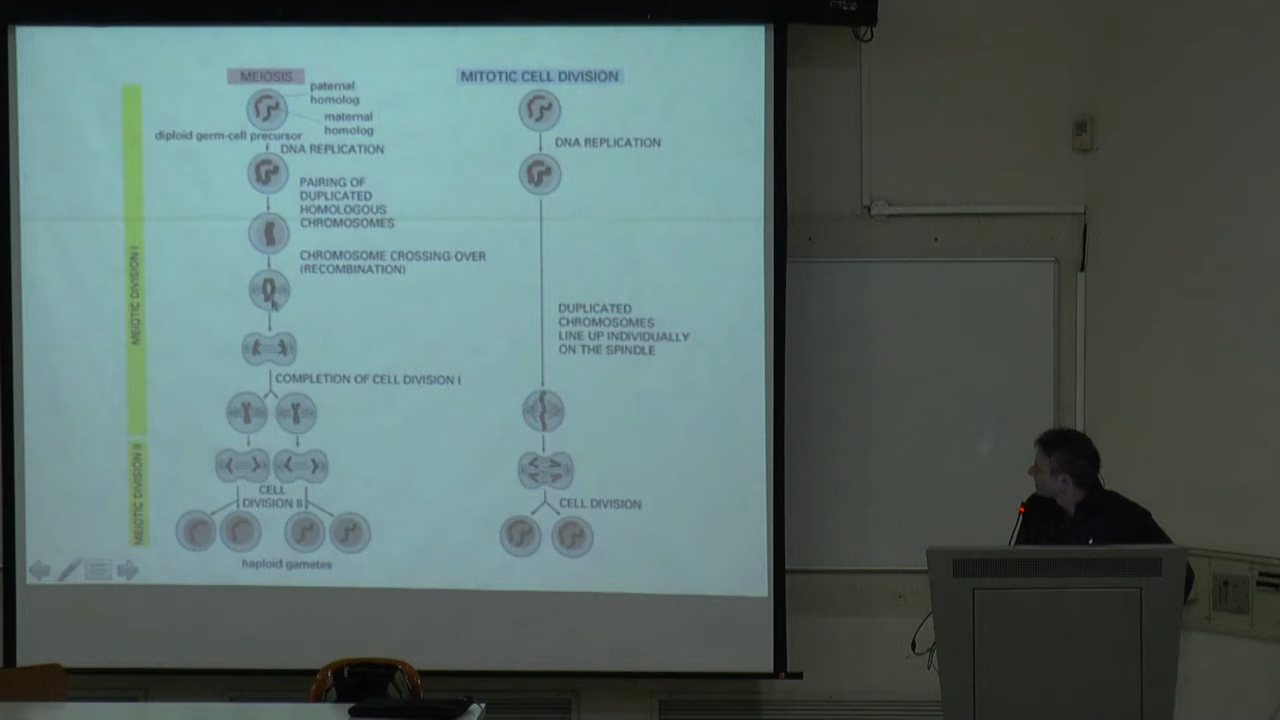 MEIOSIS
paternal
homolog
maternal
homolog
diploid germ-cell precursor
DNA REPLICATION
PAIRING OF
DUPLICATED
HOMOLOGOUS
CHROMOSOMES
CHROMOSOME CROSSING-OVER
(RECOMBINATION)
COMPLETION OF CELL DIVISION I
CELL
DIVISION II
haploid gametes
MEIOTIC DIVISION I
MEIOTIC DIVISION II
MITOTIC CELL DIVISION
DNA REPLICATION
DUPLICATED
CHROMOSOMES
LINE UP INDIVIDUALLY
ON THE SPINDLE
CELL DIVISION